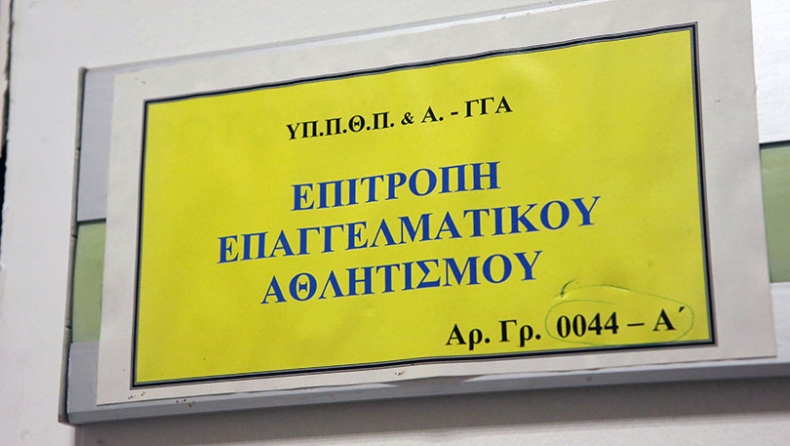 ΥΠ.Π.Θ.Π. & Α. - ΓΓΑ
ΕΠΙΤΡΟΠΗ
ΕΠΑΓΓΕΛΜΑΤΙΚΟΥ
ΑΘΛΗΤΙΣΜΟΥ
Αρ. Γρ. 0044 – Α΄